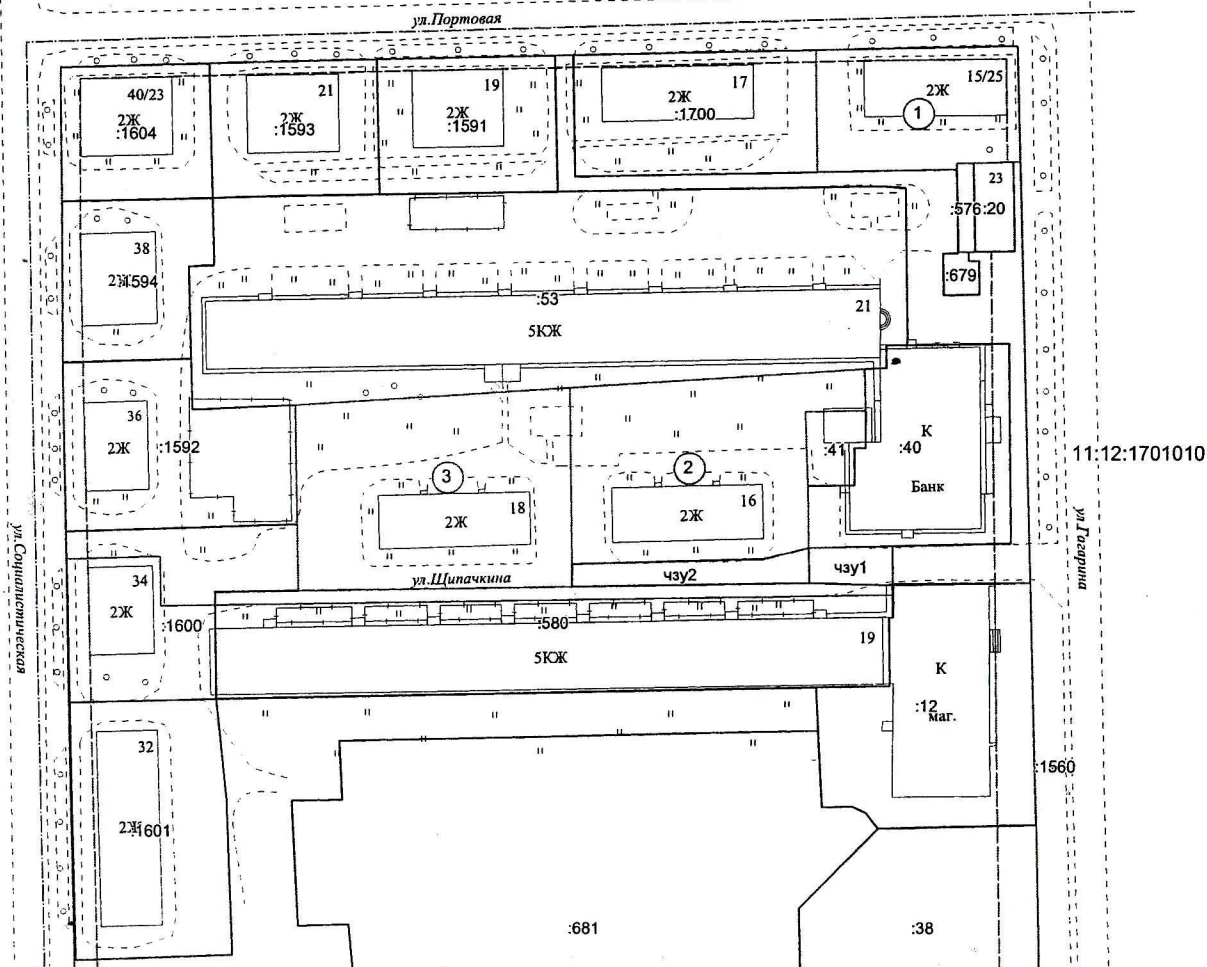 ул.Портовая
40/23
2Ж
:1604
21
2Ж
:1593
19
2Ж
:1591
17
2Ж
:1700
15/25
2Ж
1
23
:576
:20
:679
38
2Ж
:1594
:53
5КЖ
21
36
2Ж
:1592
3
18
2Ж
2
16
2Ж
:41
К
:40
Банк
11:12:1701010
ул.Социалистическая
ул.Гагарина
ул.Щипачкина
чзу2
чзу1
34
2Ж
:1600
:580
5КЖ
19
К
:12
маг.
:1560
32
2Ж
:1601
:681
:38